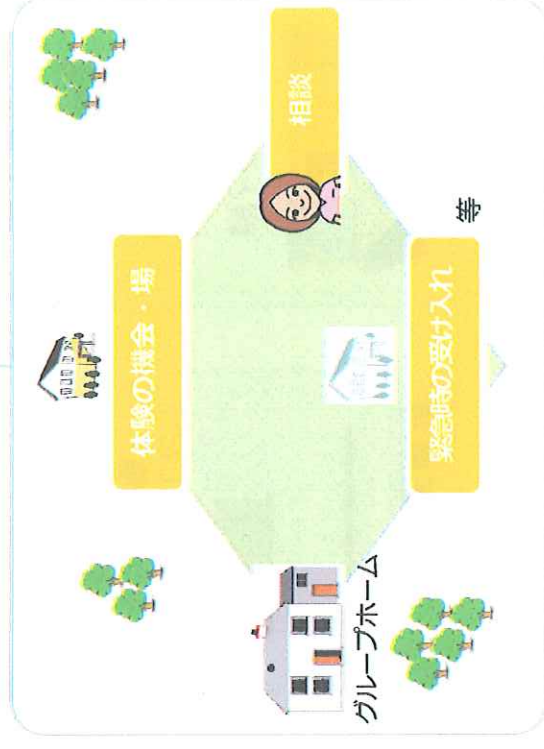 体験の機会・場
相談
グループホーム
緊急時の受け入れ
等